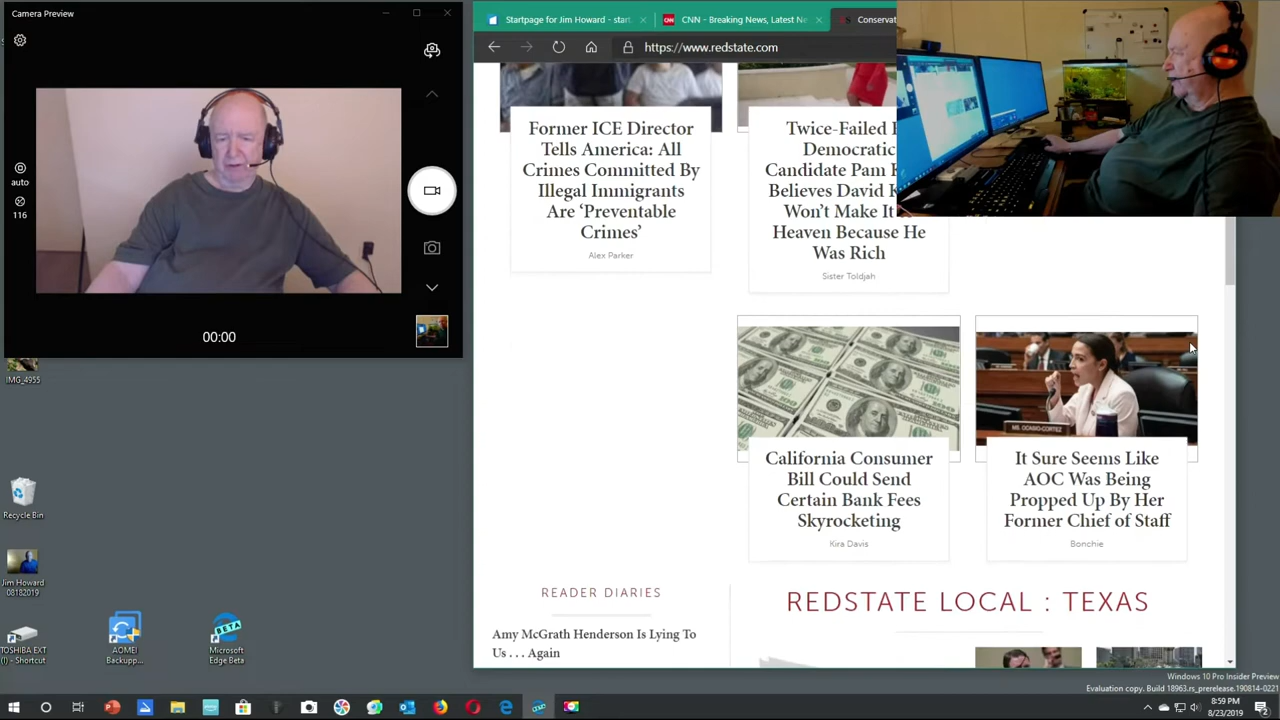 Camera Preview
auto
116
00:00
IMG_4955
Recycle Bin
Jim Howard
08182019
TOSHIBA EXT
(I) - Shortcut
AOMEI
Backupp...
Microsoft
Edge Beta
Startpage for Jim Howard - start
CNN - Breaking News, Latest Ne
Conservat
https://www.redstate.com
Former ICE Director
Tells America: All
Crimes Committed By
Illegal Immigrants
Are ‘Preventable
Crimes’
Alex Parker
Twice-Failed
Democratic
Candidate Pam
Believes David
Won’t Make It
Heaven Because He
Was Rich
Sister Toldjah
California Consumer
Bill Could Send
Certain Bank Fees
Skyrocketing
Kira Davis
MS. OCASIO-CORTEZ
It Sure Seems Like
AOC Was Being
Propped Up By Her
Former Chief of Staff
Bonchie
READER DIARIES
Amy McGrath Henderson Is Lying To
Us . . . Again
REDSTATE LOCAL : TEXAS
Windows 10 Pro Insider Preview
Evaluation copy. Build 18963.rs_prerelease.190814-0221
8:59 PM
8/23/2019
2